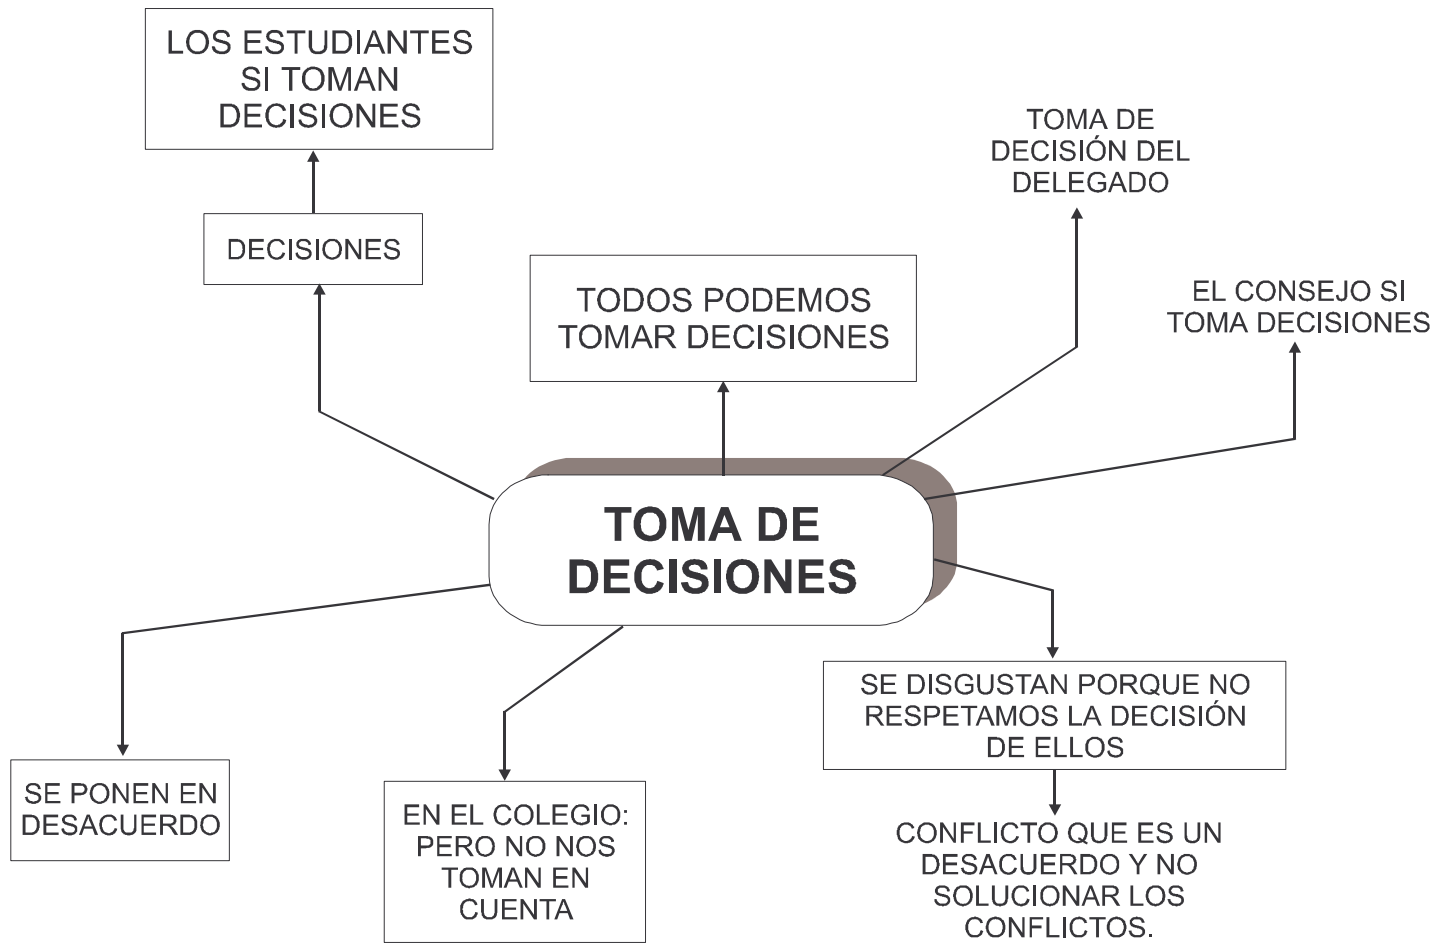 LOS ESTUDIANTES
SI TOMAN
DECISIONES
DECISIONES
TODOS PODEMOS
TOMAR DECISIONES
TOMA DE
DECISIÓN DEL
DELEGADO
EL CONSEJO SI
TOMA DECISIONES
TOMA DE
DECISIONES
SE PONEN EN
DESACUERDO
EN EL COLEGIO:
PERO NO NOS
TOMAN EN
CUENTA
SE DISGUSTAN PORQUE NO
RESPETAMOS LA DECISIÓN
DE ELLOS
CONFLICTO QUE ES UN
DESACUERDO Y NO
SOLUCIONAR LOS
CONFLICTOS.